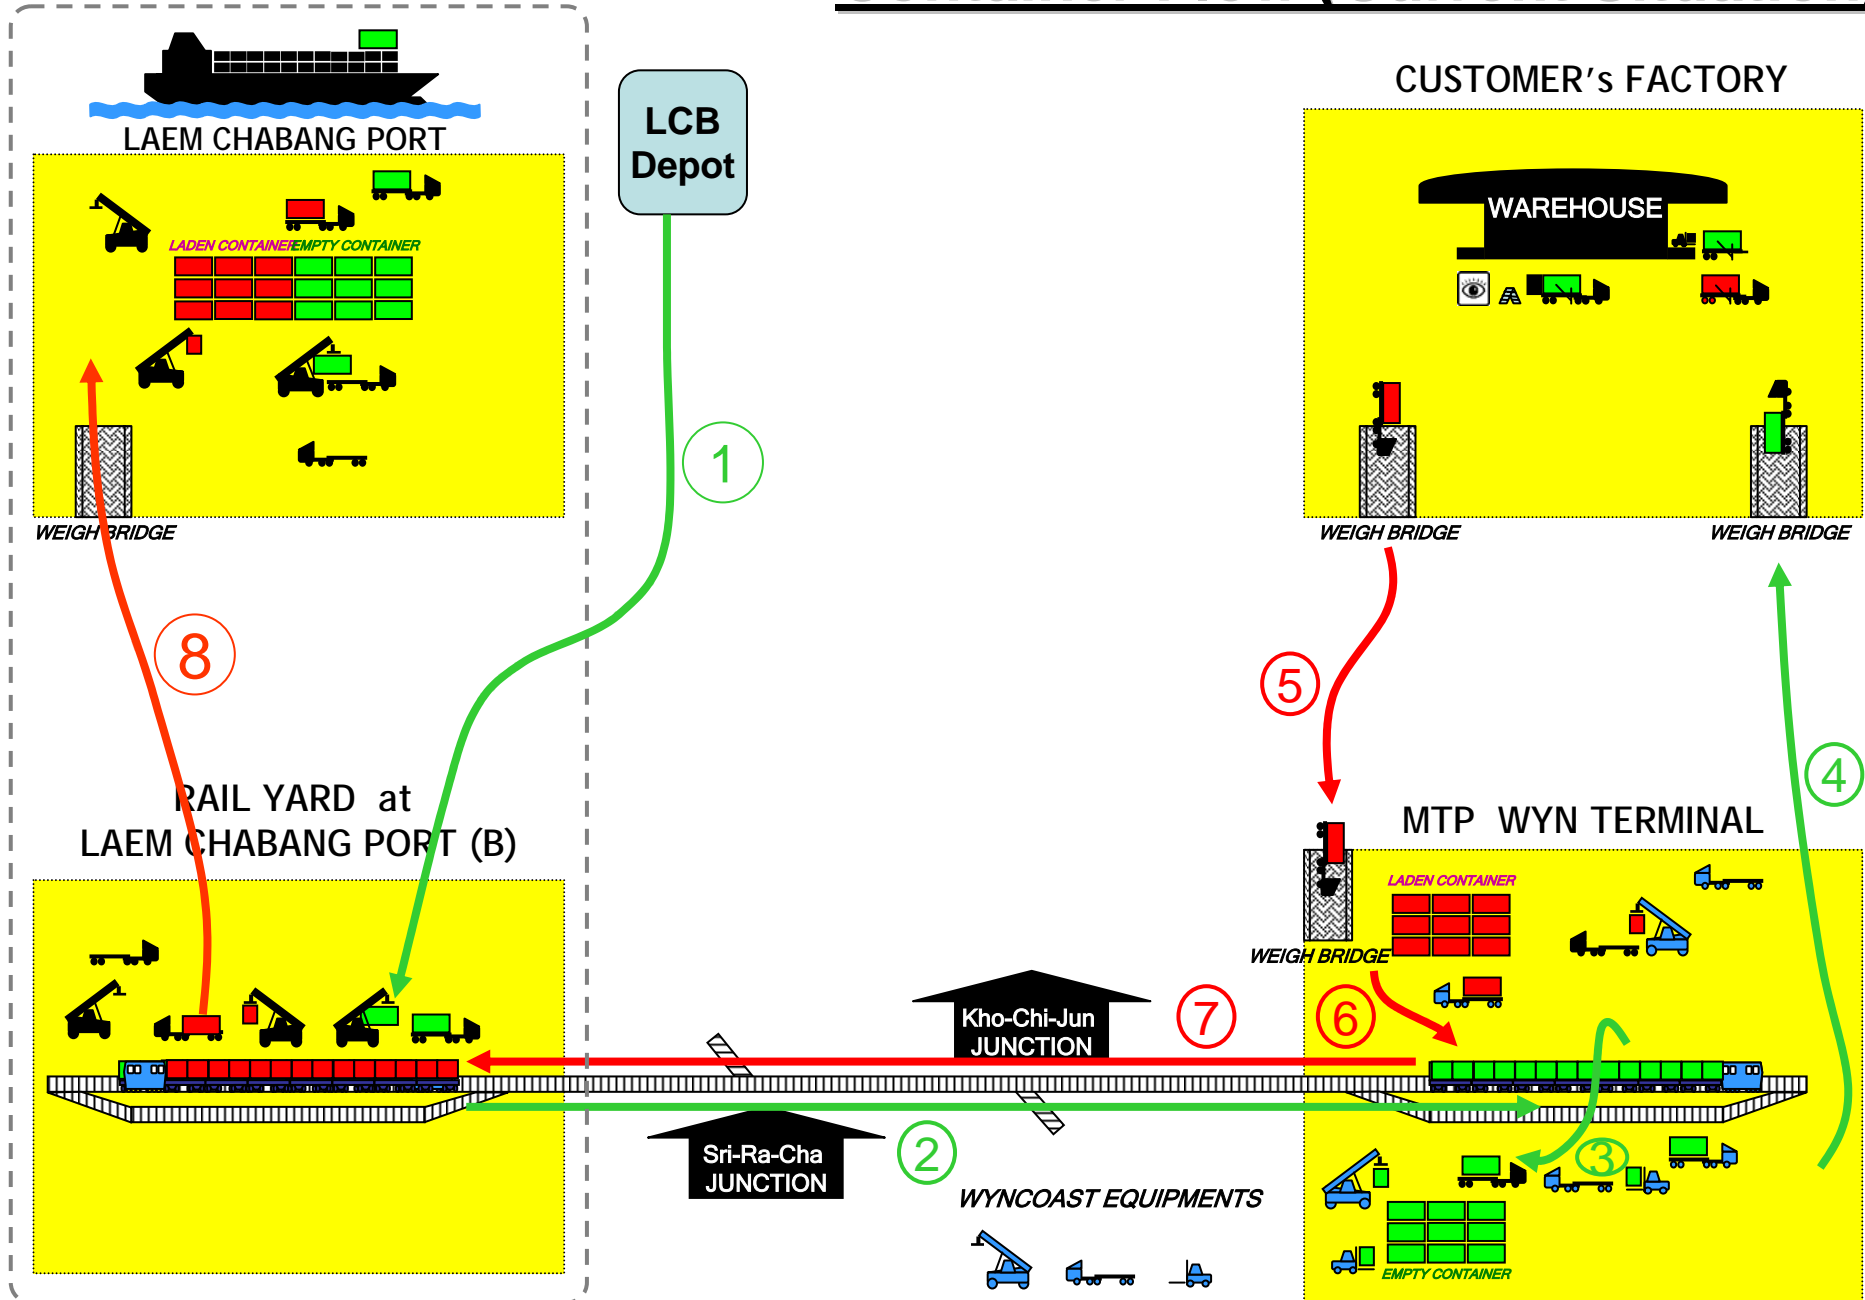 LAEM CHABANG PORT
LADEN CONTAINER
EMPTY CONTAINER
WEIGH BRIDGE
LCB
Depot
CUSTOMER's FACTORY
WAREHOUSE
WEIGH BRIDGE
WEIGH BRIDGE
1
8
5
4
RAIL YARD at
LAEM CHABANG PORT (B)
MTP WYN TERMINAL
LADEN CONTAINER
WEIGH BRIDGE
Kho-Chi-Jun
JUNCTION
7
6
Sri-Ra-Cha
JUNCTION
2
3
WYNCOAST EQUIPMENTS
EMPTY CONTAINER